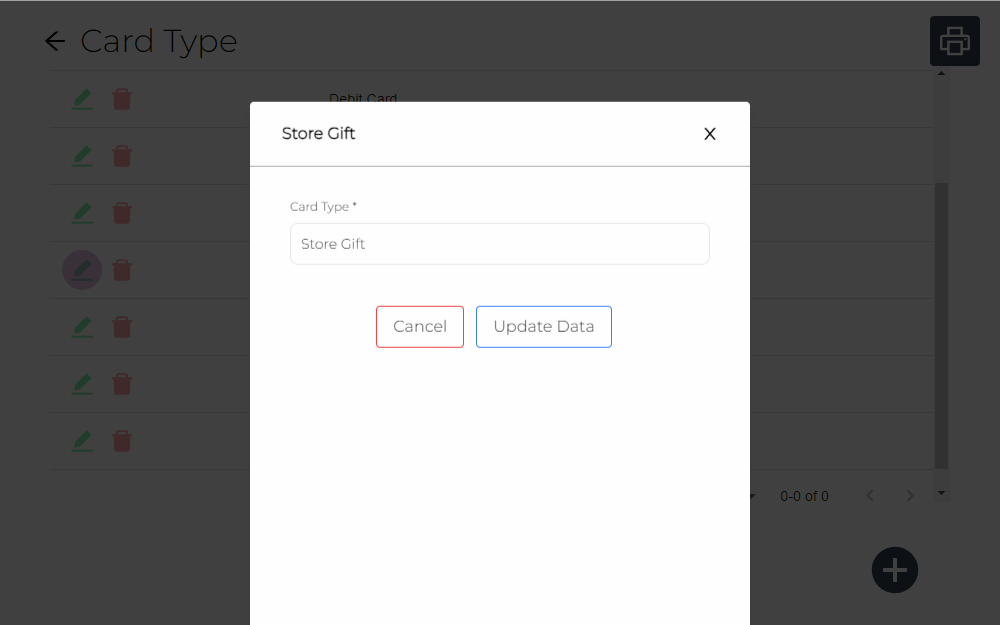 Card Type
Debit Card
Store Gift
X
Card Type *
Store Gift
Cancel
Update Data
0-0 of 0